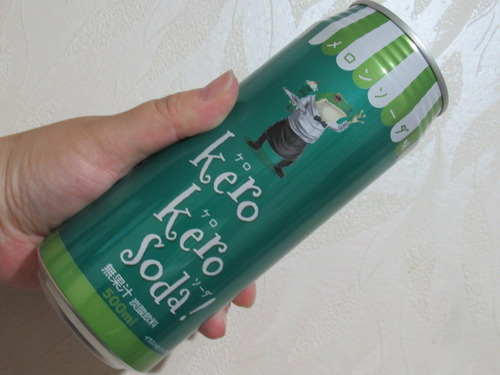 メロンソーダ
ケロ
kero
ケロ
kero
ソーダ
Soda!
無果汁 炭酸飲料
500ml